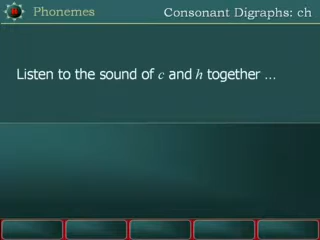 Phonemes
Consonant Digraphs: ch
Listen to the sound of c and h together ...